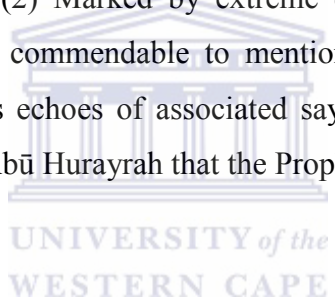 (2) Marked by extreme
commendable to mention
s echoes of associated say
bū Hurayrah that the Prop
UNIVERSITY of the
WESTERN CAPE